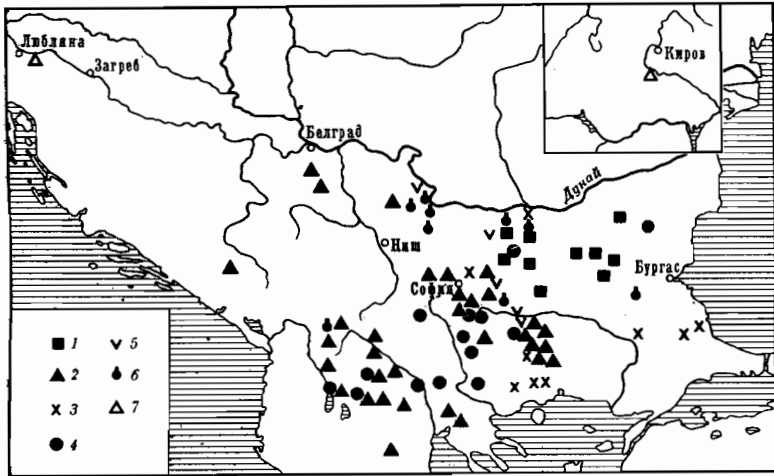 Любляна
Загреб
Киров
Белград
Дунай
Ниш
София
Бургас
1 5
2 6
3 7
4